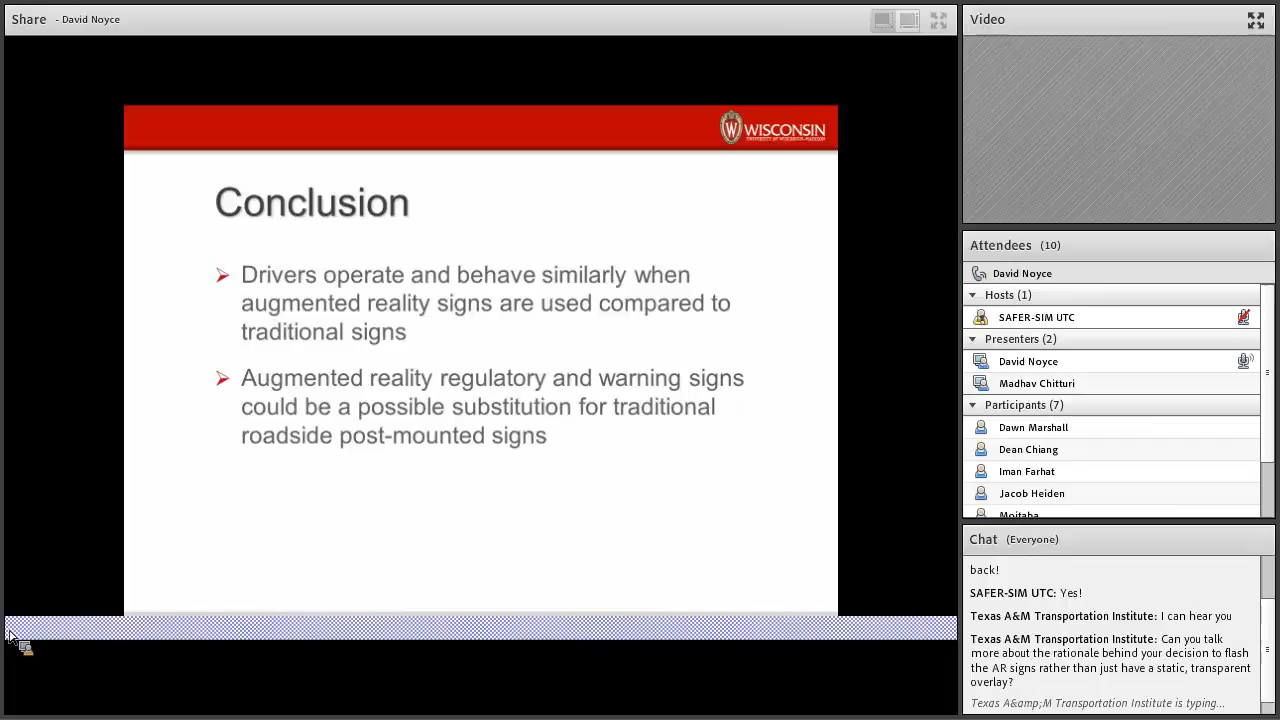 Share - David Noyce
WISCONSIN
UNIVERSITY OF WISCONSIN-MADISON
Conclusion
Drivers operate and behave similarly when
augmented reality signs are used compared to
traditional signs
Augmented reality regulatory and warning signs
could be a possible substitution for traditional
roadside post-mounted signs
Video
Attendees (10)
David Noyce
Hosts (1)
SAFER-SIM UTC
Presenters (2)
David Noyce
Madhav Chitturi
Participants (7)
Dawn Marshall
Dean Chiang
Iman Farhat
Jacob Heiden
Mojtaba
Chat (Everyone)
back!
SAFER-SIM UTC: Yes!
Texas A&M Transportation Institute: I can hear you
Texas A&M Transportation Institute: Can you talk
more about the rationale behind your decision to flash
the AR signs rather than just have a static, transparent
overlay?
Texas A&amp;M Transportation Institute is typing...